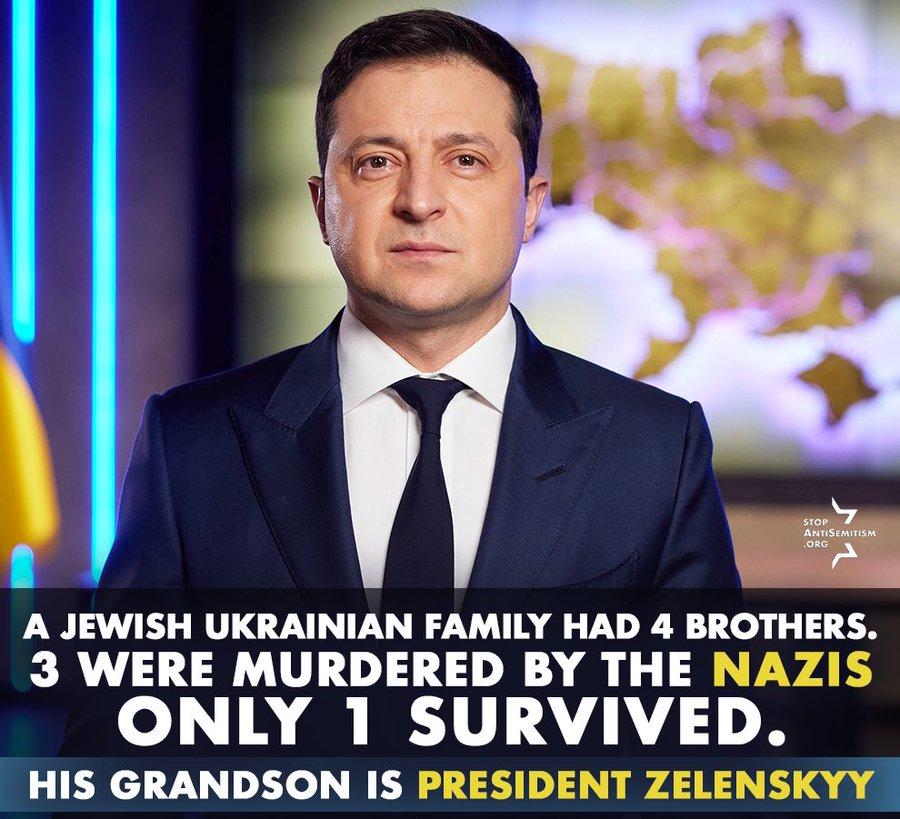 STOP
ANTISEMITISM
.ORG
A JEWISH UKRAINIAN FAMILY HAD 4 BROTHERS.
3 WERE MURDERED BY THE NAZIS
ONLY 1 SURVIVED.
HIS GRANDSON IS PRESIDENT ZELENSKYY